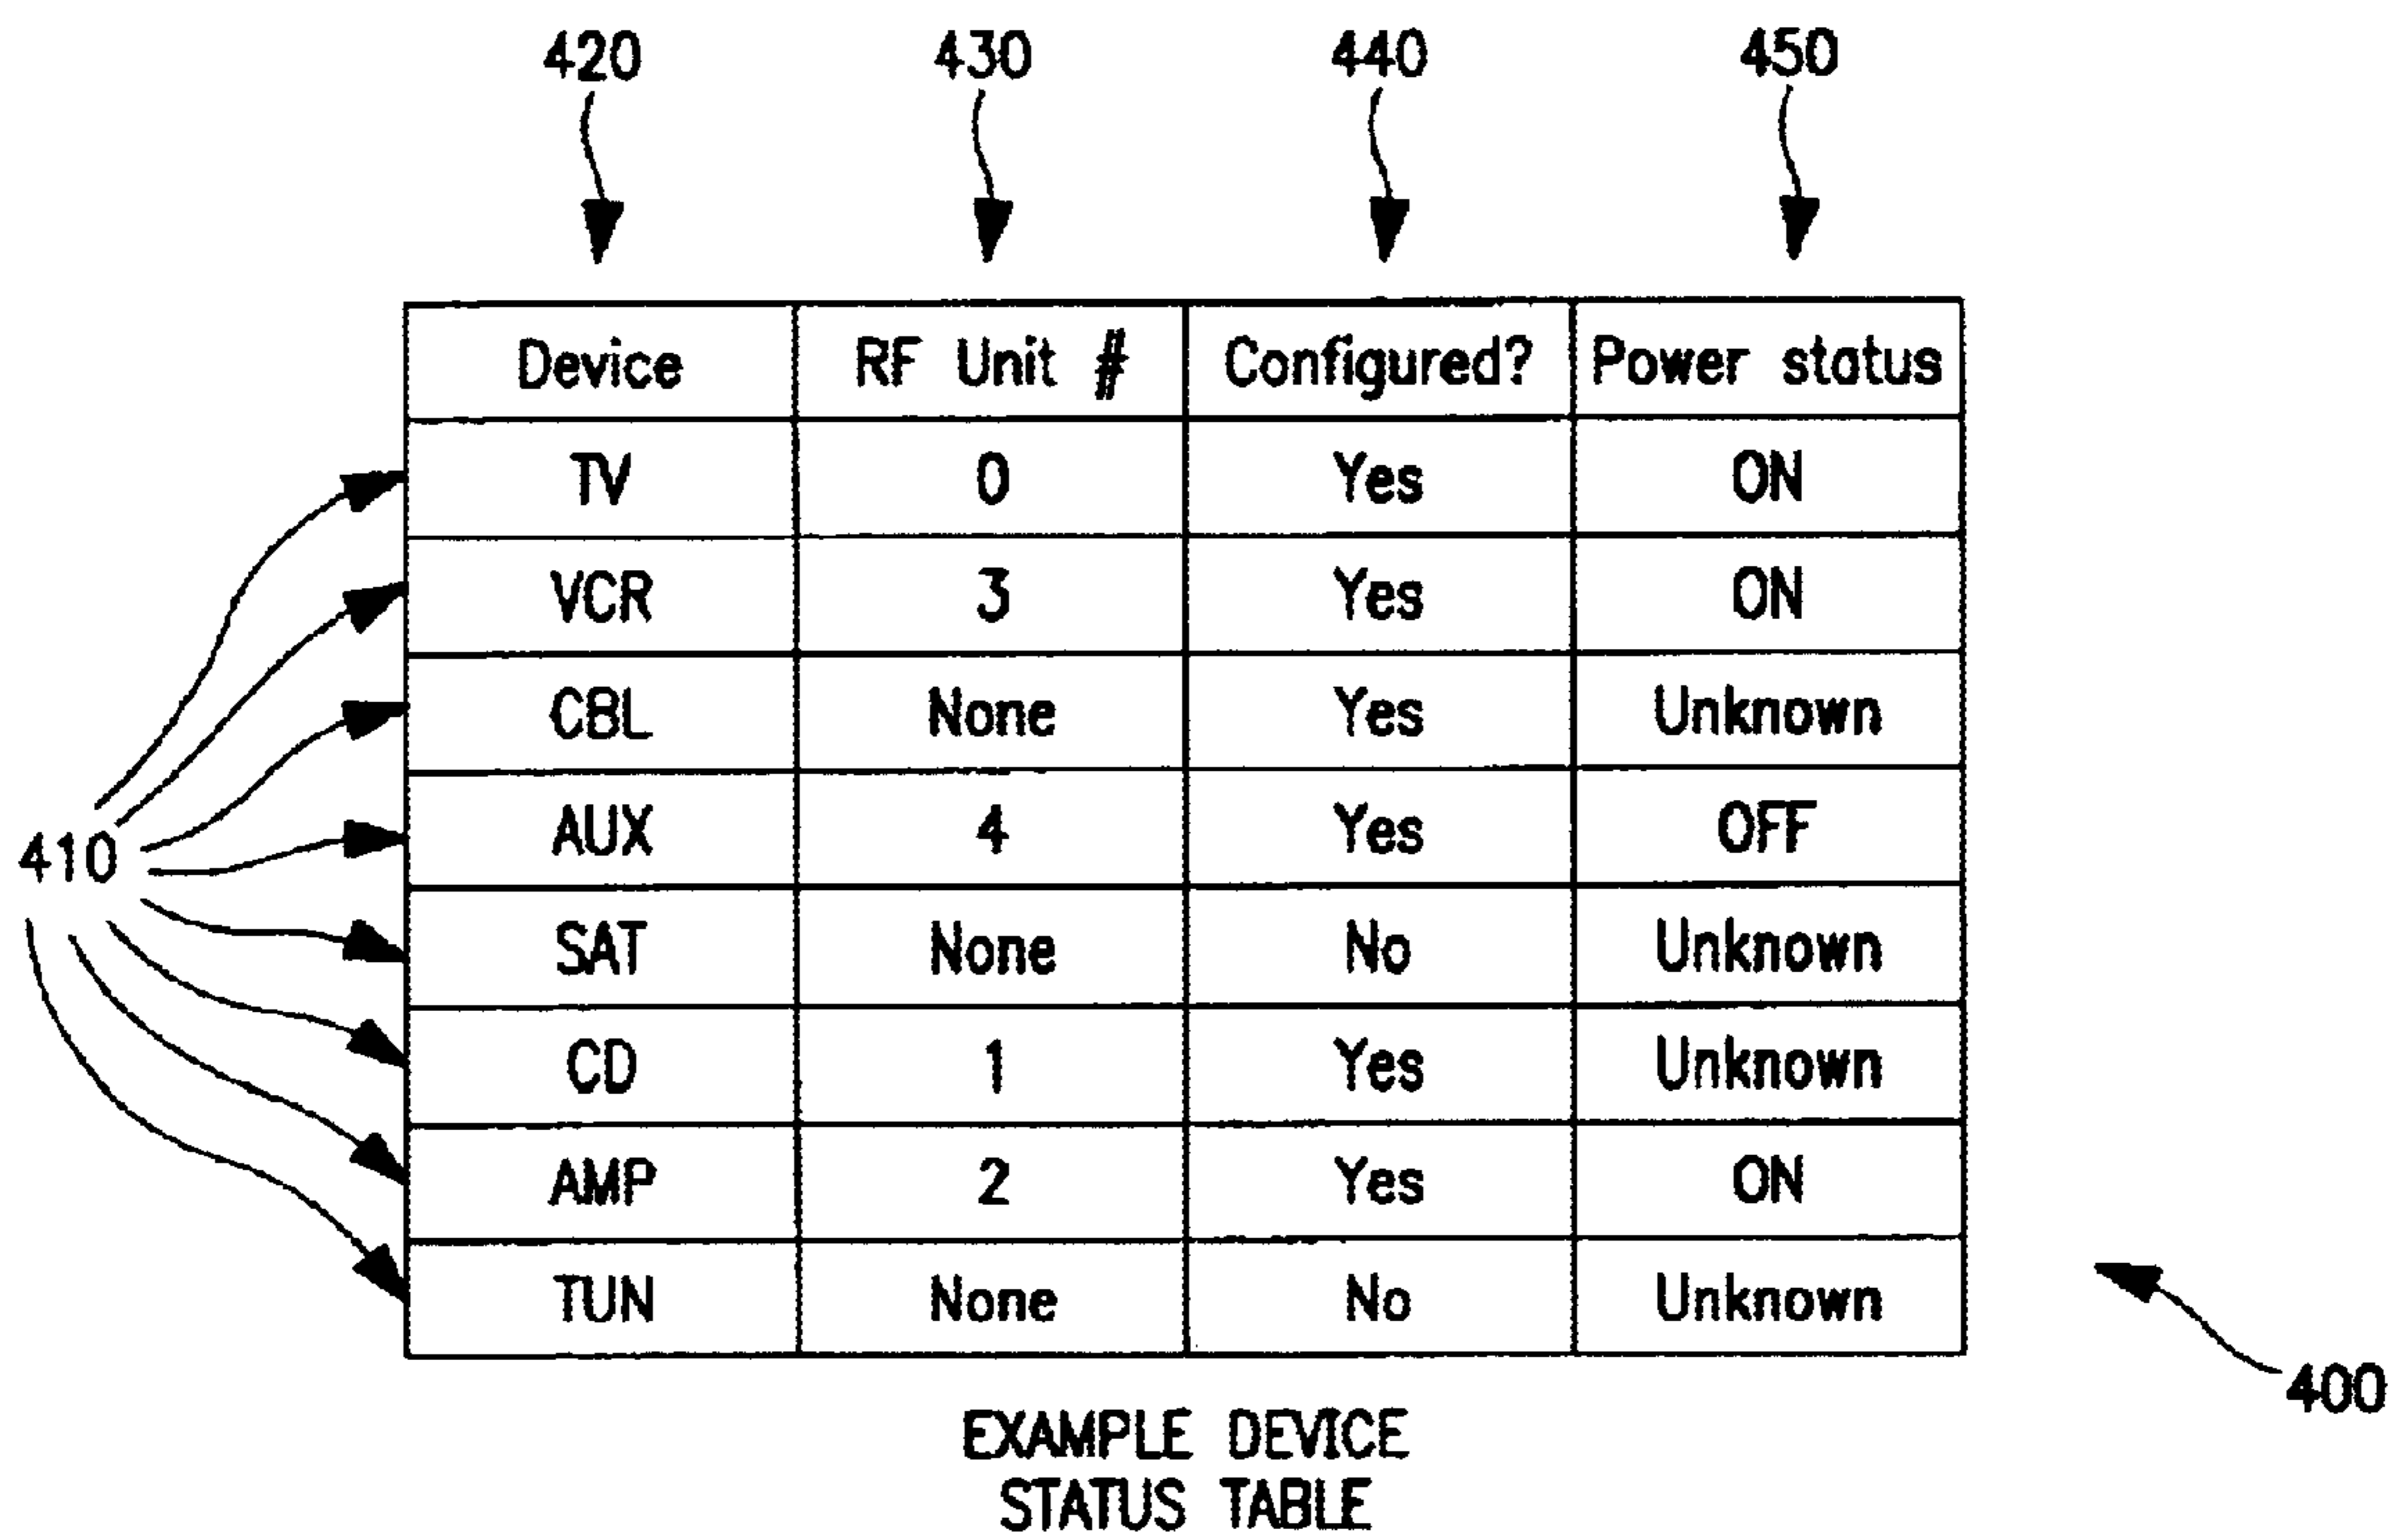 420 430 440 450
Device RF Unit # Configured? Power status
TV 0 Yes ON
VCR 3 Yes ON
CBL None Yes Unknown
AUX 4 Yes OFF
410
SAT None No Unknown
CD 1 Yes Unknown
AMP 2 Yes ON
TUN None No Unknown
400
EXAMPLE DEVICE
STATUS TABLE